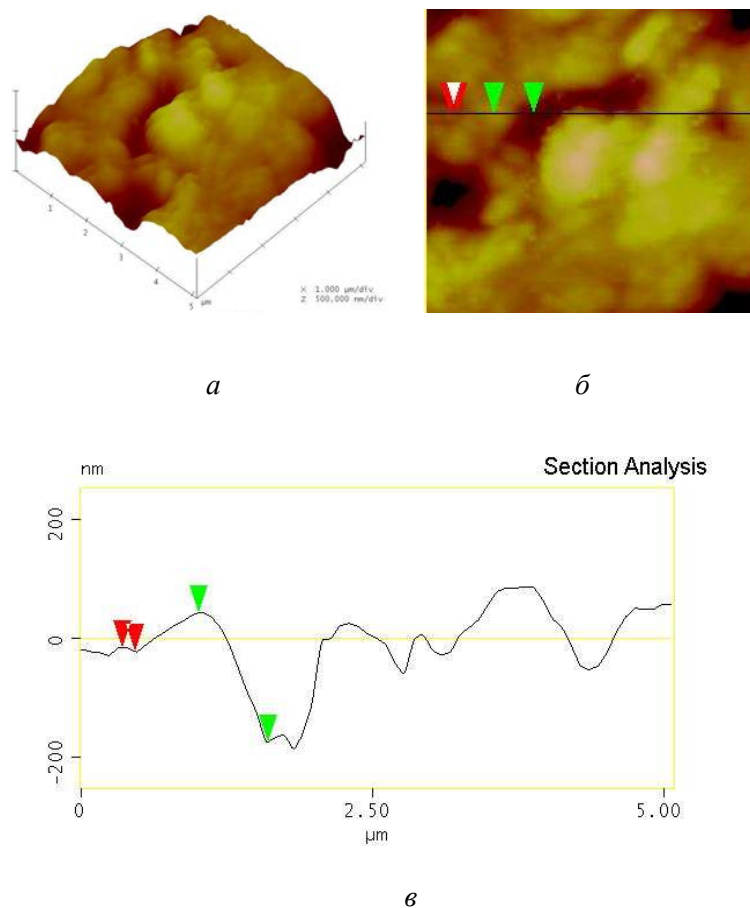 1
2
3
4
5
µm
X 1.000 µm/div
Z 500.000 nm/div
а
б
nm
Section Analysis
200
0
-200
0
2.50
5.00
µm
в